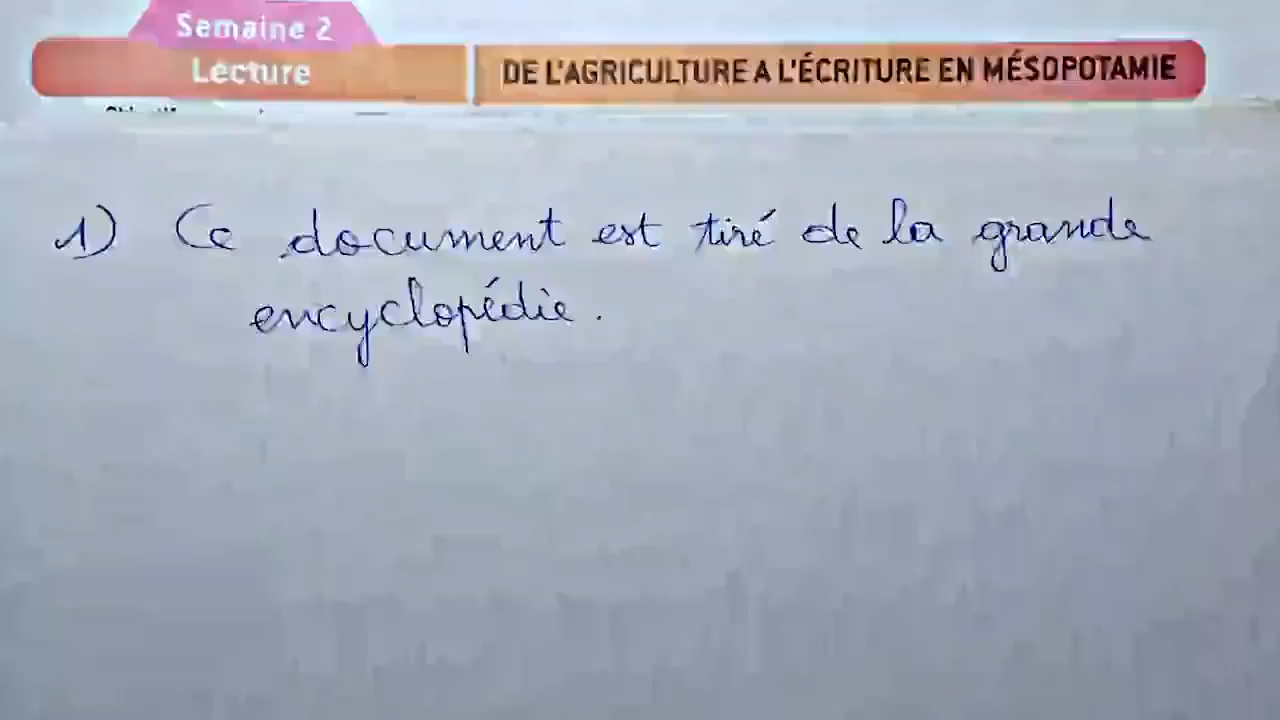 Semaine 2
Lecture
DE L'AGRICULTURE A L'ÉCRITURE EN MÉSOPOTAMIE
1) Ce document est tiré de la grande
encyclopédie.